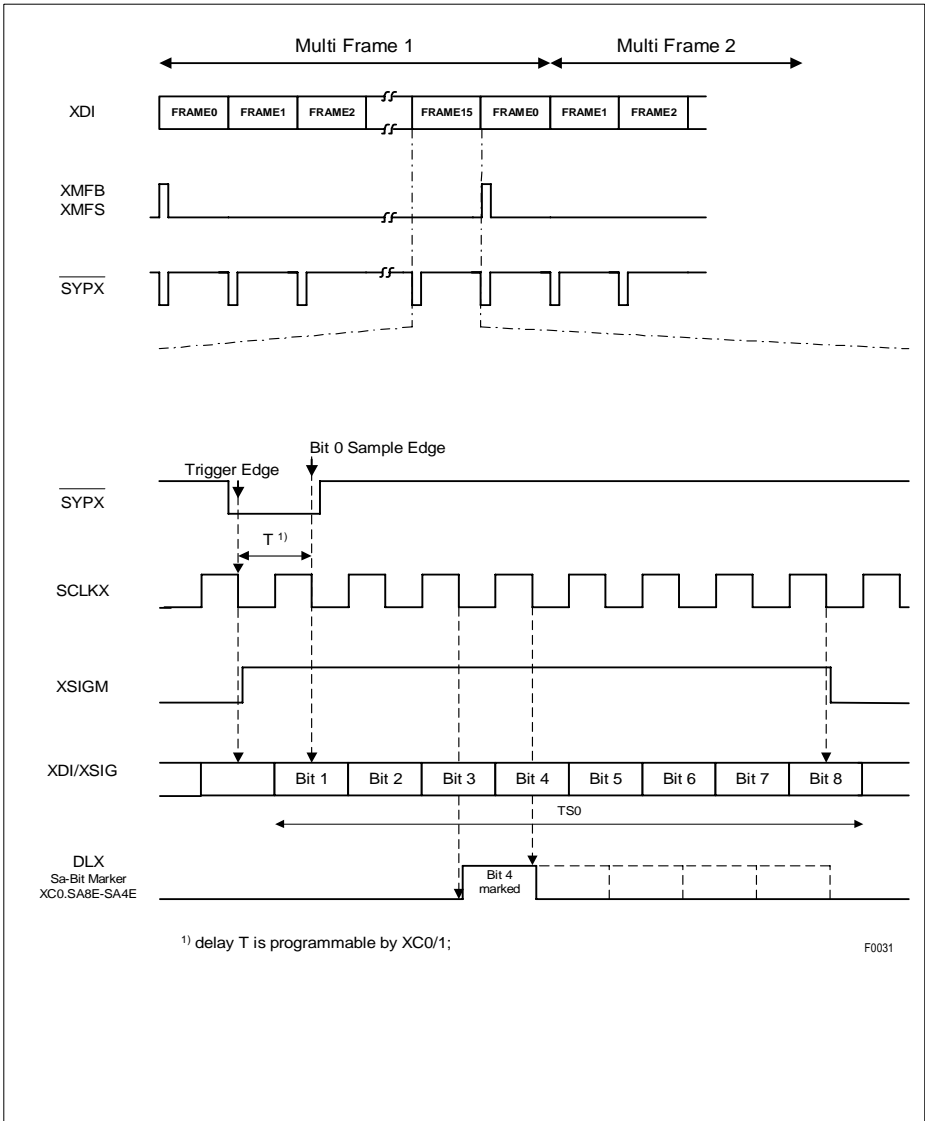 Multi Frame 1 Multi Frame 2
XDI FRAME0 FRAME1 FRAME2 FRAME15 FRAME0 FRAME1 FRAME2
XMFB
XMFS
SYPX
Bit 0 Sample Edge
Trigger Edge
SYPX
T 1)
SCLKX
XSIGM
XDI/XSIG Bit 1 Bit 2 Bit 3 Bit 4 Bit 5 Bit 6 Bit 7 Bit 8
TS0
DLX
Sa-Bit Marker
XC0.SA8E-SA4E
Bit 4
marked
1) delay T is programmable by XC0/1;
F0031